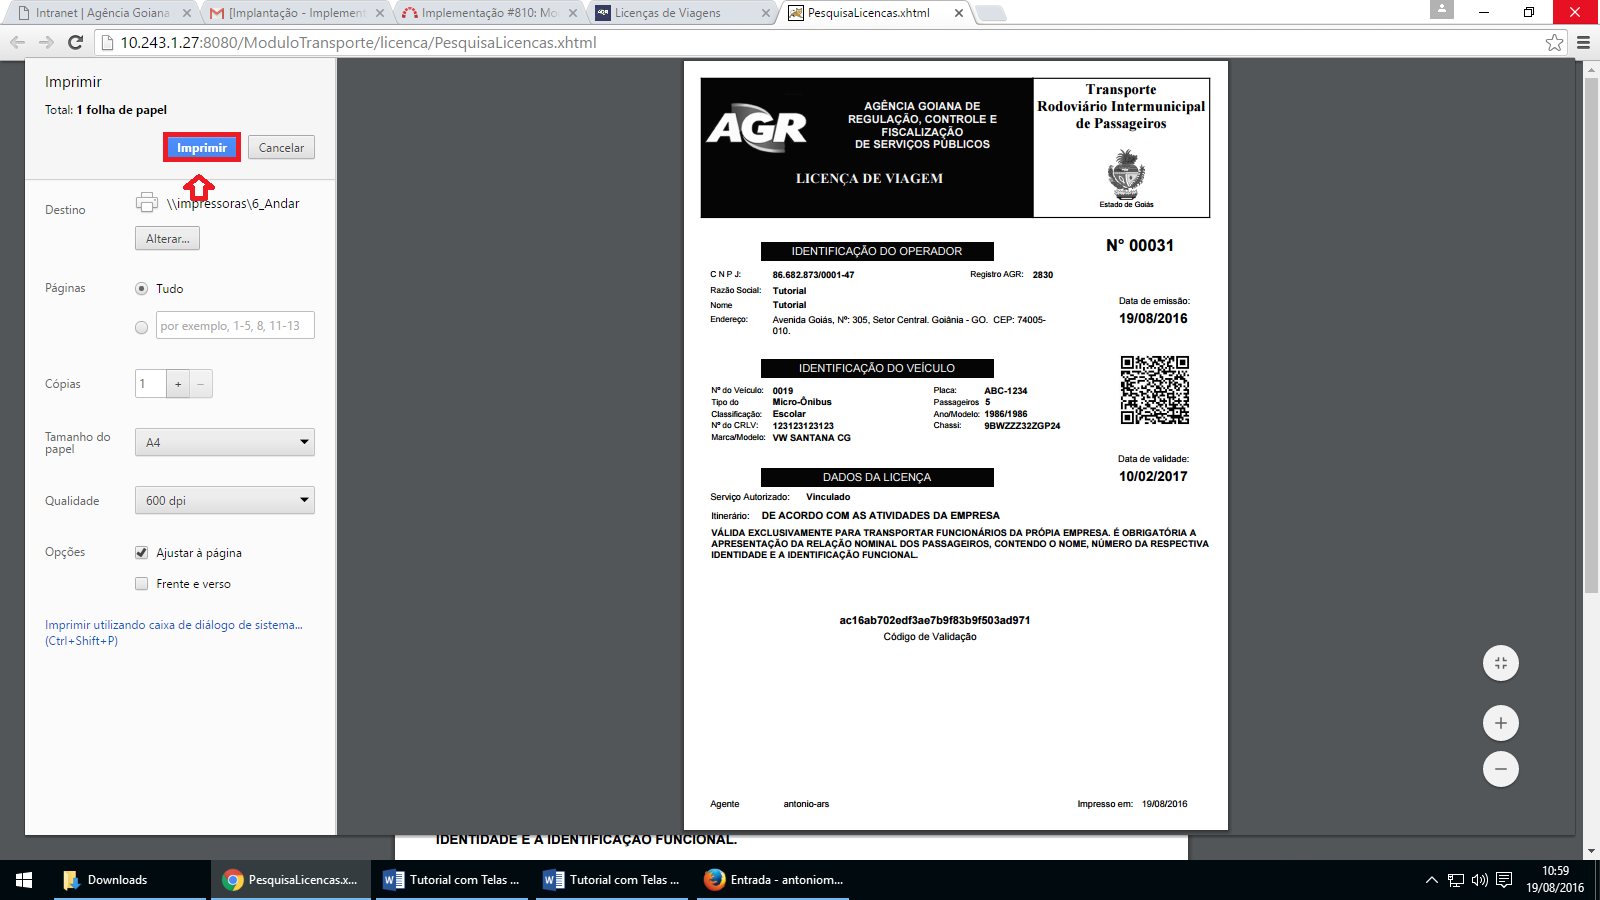 Intranet | Agência Goiana
[Implantação - Implement
Implementação #810: Mo
AGR
Licenças de Viagens
PesquisaLicencas.xhtml
10.243.1.27:8080/ModuloTransporte/licenca/PesquisaLicencas.xhtml
Imprimir
Total: 1 folha de papel
Imprimir
Cancelar
Destino
\\impressoras\6_Andar
Alterar...
Páginas
Tudo
por exemplo, 1-5, 8, 11-13
Cópias
1
+
−
Tamanho do
papel
A4
Qualidade
600 dpi
Opções
Ajustar à página
Frente e verso
Imprimir utilizando caixa de diálogo de sistema...
(Ctrl+Shift+P)
AGR
AGÊNCIA GOIANA DE
REGULAÇÃO, CONTROLE E
FISCALIZAÇÃO
DE SERVIÇOS PÚBLICOS
LICENÇA DE VIAGEM
Transporte
Rodoviário Intermunicipal
de Passageiros
Estado de Goiás
IDENTIFICAÇÃO DO OPERADOR
N° 00031
C N P J: 86.682.873/0001-47 Registro AGR: 2830
Razão Social: Tutorial
Nome Tutorial
Endereço: Avenida Goiás, Nº: 305, Setor Central. Goiânia - GO. CEP: 74005-
010.
Data de emissão:
19/08/2016
IDENTIFICAÇÃO DO VEÍCULO
Nº do Veículo: 0019 Placa: ABC-1234
Tipo do Micro-Ônibus Passageiros 5
Classificação: Escolar Ano/Modelo: 1986/1986
Nº do CRLV: 123123123123 Chassi: 9BWZZZ32ZGP24
Marca/Modelo: VW SANTANA CG
Data de validade:
10/02/2017
DADOS DA LICENÇA
Serviço Autorizado: Vinculado
Itinerário: DE ACORDO COM AS ATIVIDADES DA EMPRESA
VÁLIDA EXCLUSIVAMENTE PARA TRANSPORTAR FUNCIONÁRIOS DA PRÓPIA EMPRESA. É OBRIGATÓRIA A
APRESENTAÇÃO DA RELAÇÃO NOMINAL DOS PASSAGEIROS, CONTENDO O NOME, NÚMERO DA RESPECTIVA
IDENTIDADE E A IDENTIFICAÇÃO FUNCIONAL.
ac16ab702edf3ae7b9f83b9f503ad971
Código de Validação
Agente antonio-ars Impresso em: 19/08/2016
IDENTIDADE E A IDENTIFICAÇÃO FUNCIONAL.
Downloads
PesquisaLicencas.x...
Tutorial com Telas ...
Tutorial com Telas ...
Entrada - antoniom...
10:59
19/08/2016